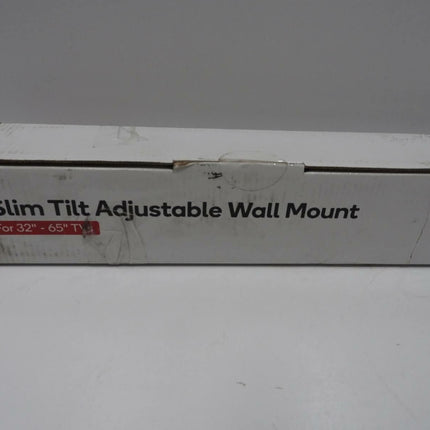 Slim Tilt Adjustable Wall Mount
For 32" - 65" TVs